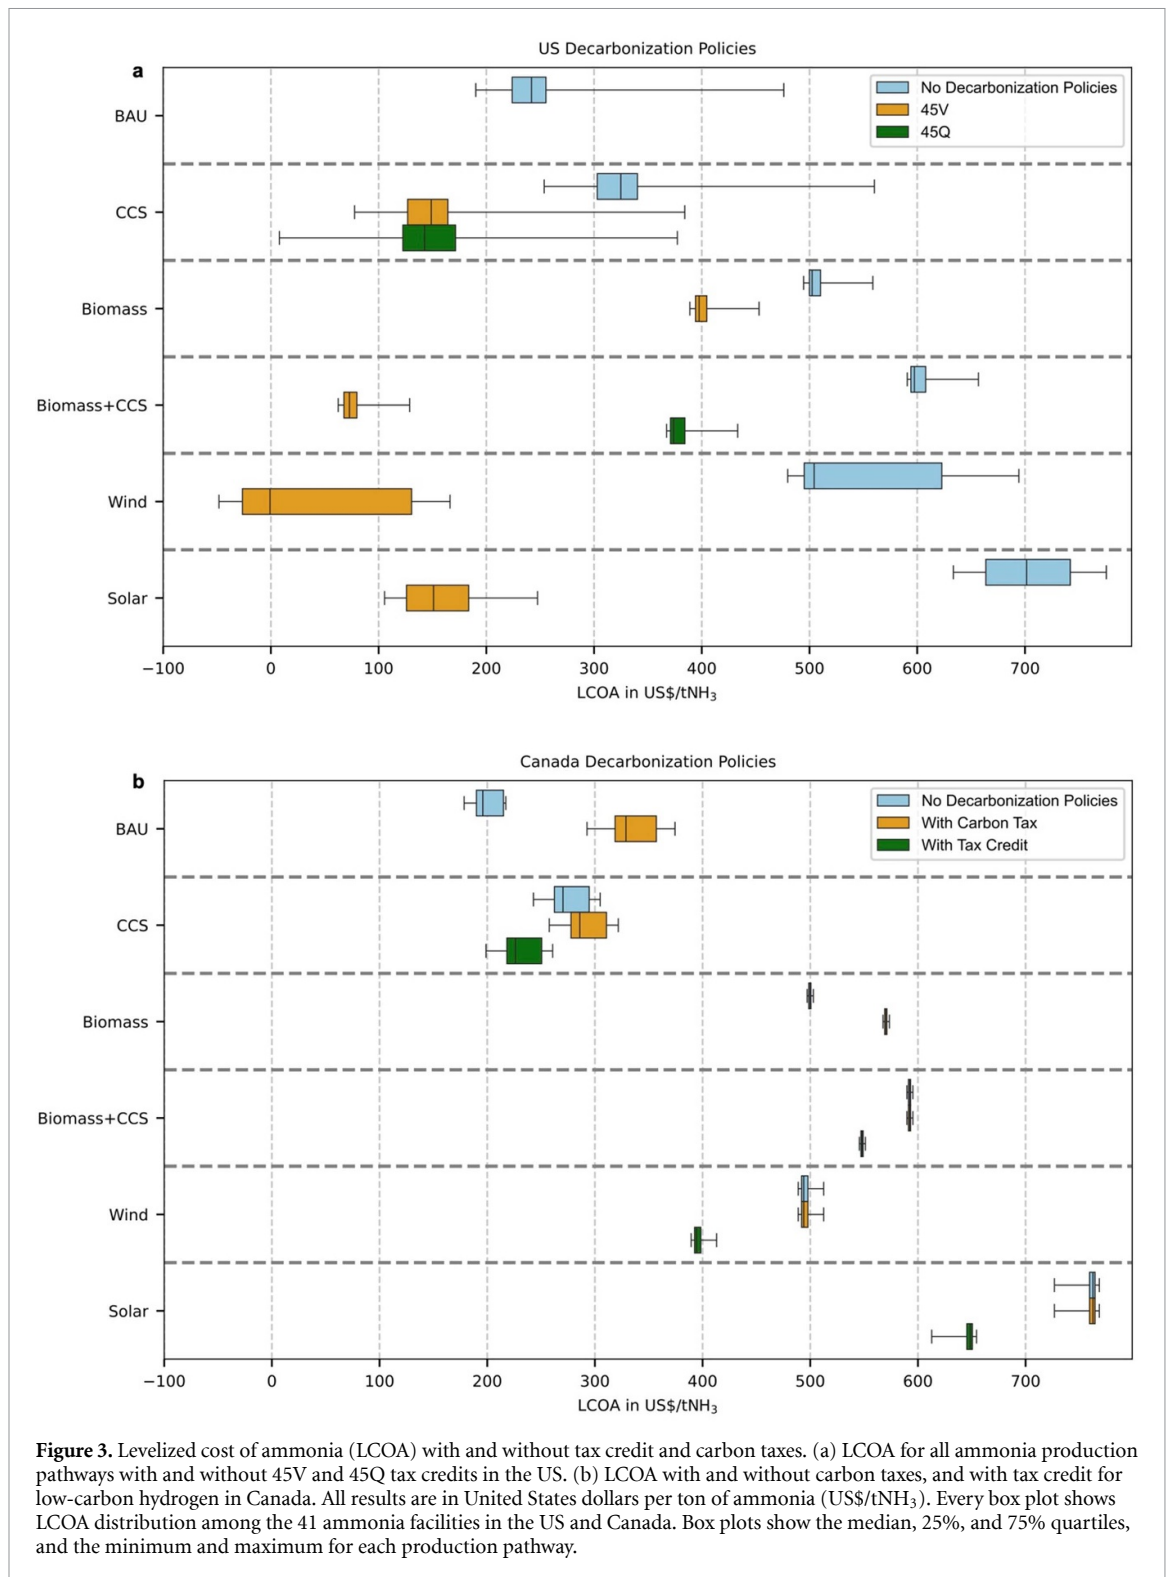 US Decarbonization Policies
a
No Decarbonization Policies
45V
45Q
BAU
CCS
Biomass
Biomass+CCS
Wind
Solar
−100 0 100 200 300 400 500 600 700
LCOA in US$/tNH₃
Canada Decarbonization Policies
b
No Decarbonization Policies
With Carbon Tax
With Tax Credit
BAU
CCS
Biomass
Biomass+CCS
Wind
Solar
−100 0 100 200 300 400 500 600 700
LCOA in US$/tNH₃
Figure 3. Levelized cost of ammonia (LCOA) with and without tax credit and carbon taxes. (a) LCOA for all ammonia production
pathways with and without 45V and 45Q tax credits in the US. (b) LCOA with and without carbon taxes, and with tax credit for
low-carbon hydrogen in Canada. All results are in United States dollars per ton of ammonia (US$/tNH₃). Every box plot shows
LCOA distribution among the 41 ammonia facilities in the US and Canada. Box plots show the median, 25%, and 75% quartiles,
and the minimum and maximum for each production pathway.